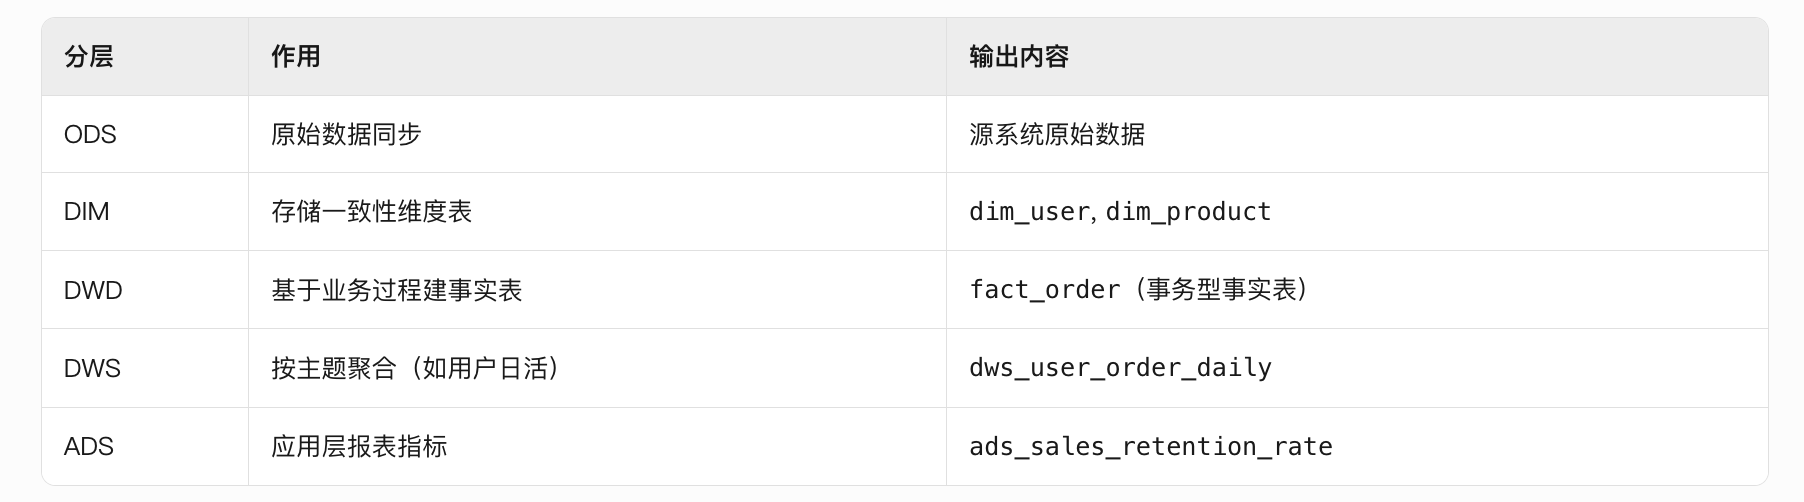 分层 作用 输出内容
ODS 原始数据同步 源系统原始数据
DIM 存储一致性维度表 dim_user, dim_product
DWD 基于业务过程建事实表 fact_order（事务型事实表）
DWS 按主题聚合（如用户日活） dws_user_order_daily
ADS 应用层报表指标 ads_sales_retention_rate